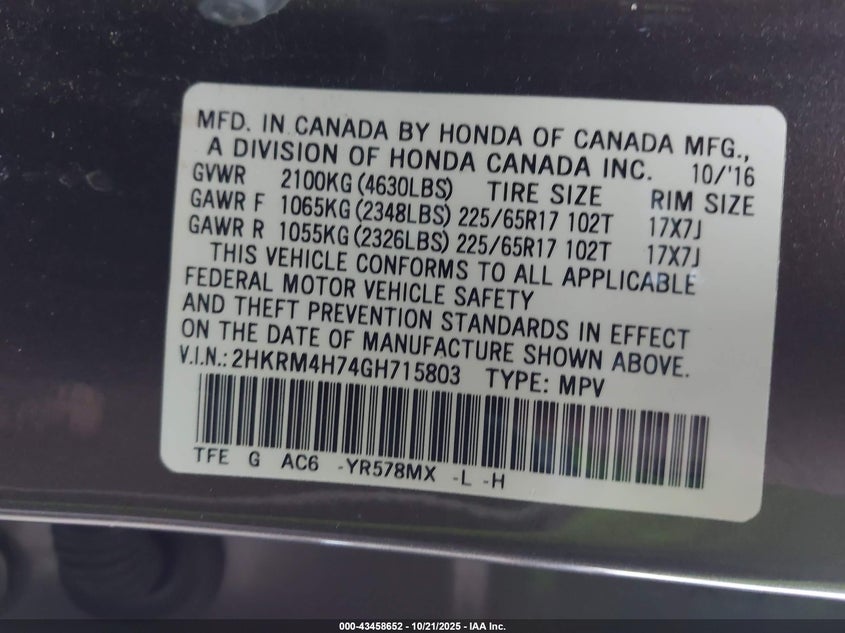 MFD. IN CANADA BY HONDA OF CANADA MFG.,
A DIVISION OF HONDA CANADA INC. 10/'16
GVWR 2100KG (4630LBS) TIRE SIZE RIM SIZE
GAWR F 1065KG (2348LBS) 225/65R17 102T 17X7J
GAWR R 1055KG (2326LBS) 225/65R17 102T 17X7J
THIS VEHICLE CONFORMS TO ALL APPLICABLE
FEDERAL MOTOR VEHICLE SAFETY
AND THEFT PREVENTION STANDARDS IN EFFECT
ON THE DATE OF MANUFACTURE SHOWN ABOVE.
V.I.N.: 2HKRM4H74GH715803 TYPE: MPV
TFE G AC6 -YR578MX -L -H
000-43458652 - 10/21/2025 - IAA Inc.